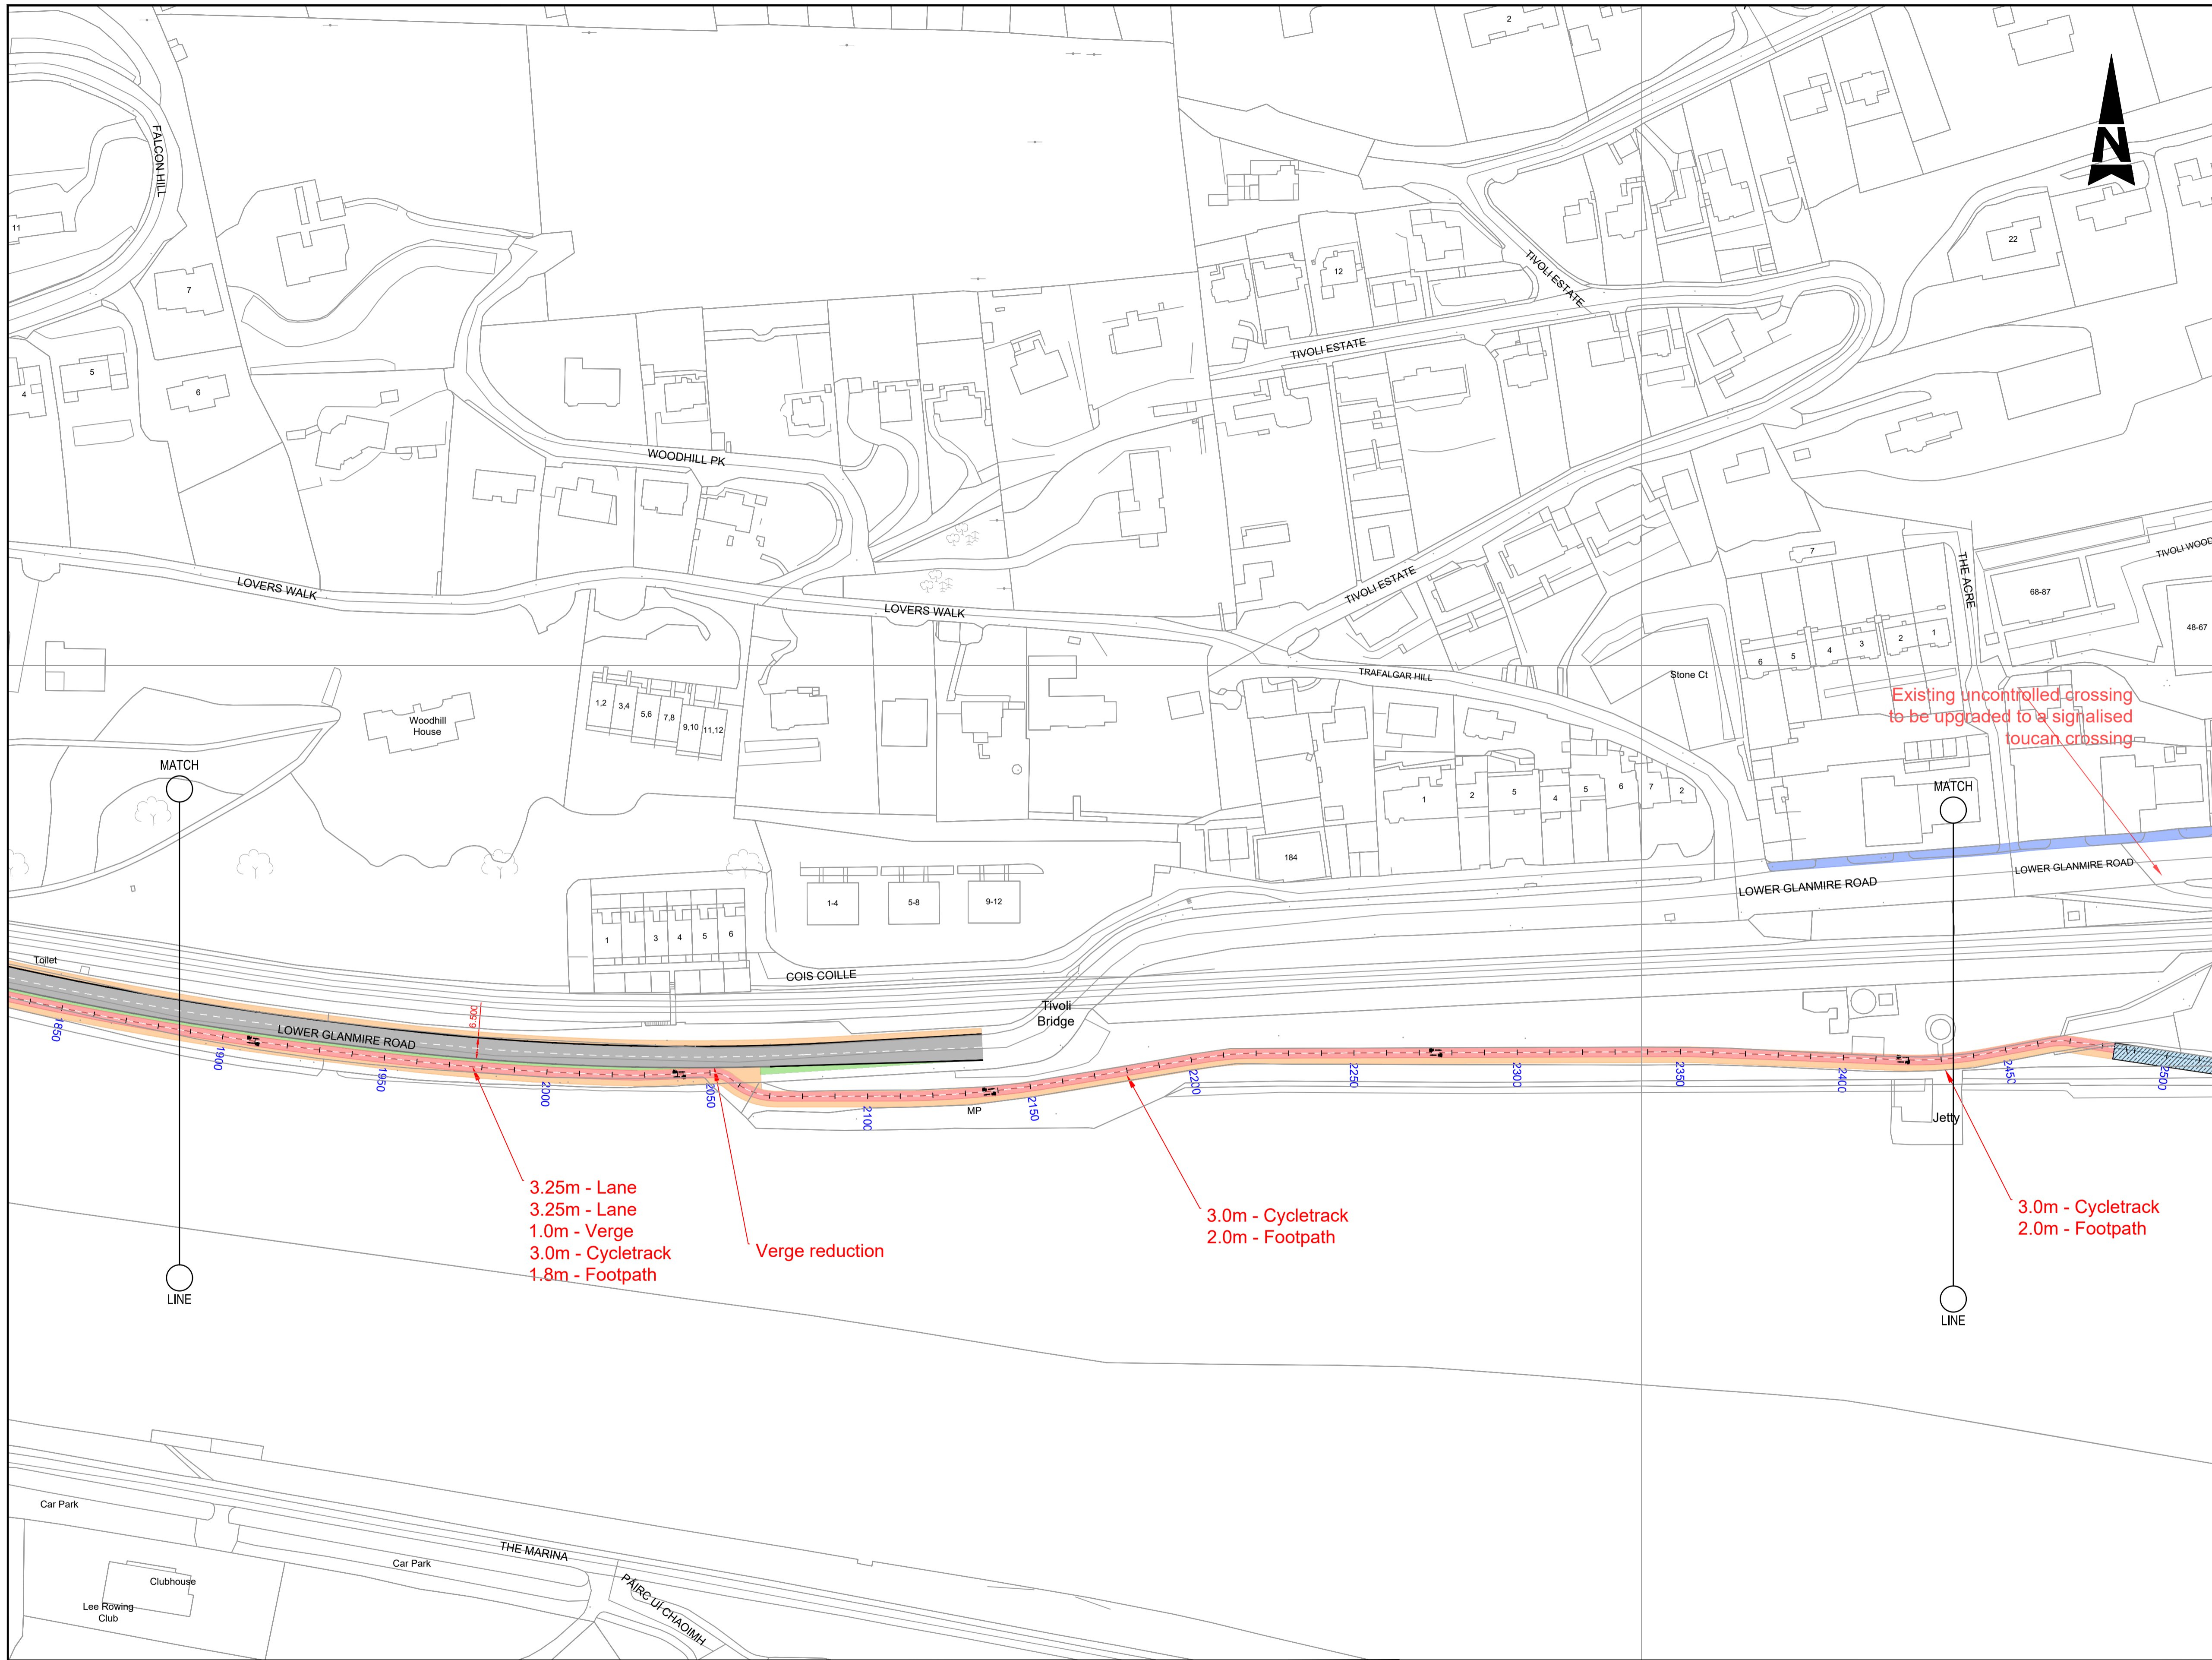 2
FALCON HILL
N
11
7
12
22
TIVOLI ESTATE
TIVOLI ESTATE
5
4
6
WOODHILL PK
TIVOLI WOOD
7
THE ACRE
68-87
48-67
LOVERS WALK
LOVERS WALK
TIVOLI ESTATE
6
5
4
3
2
1
TRAFALGAR HILL
Stone Ct
Existing uncontrolled crossing
to be upgraded to a signalised
toucan crossing
1,2
3,4
5,6
7,8
9,10
11,12
Woodhill
House
MATCH
MATCH
1
2
5
4
5
6
7
2
184
LOWER GLANMIRE ROAD
LOWER GLANMIRE ROAD
1-4
5-8
9-12
1
3
4
5
6
Toilet
COIS COILLE
Tivoli
Bridge
6.500
LOWER GLANMIRE ROAD
1850
1900
1950
2000
2050
2100
2150
2200
2250
2300
2350
2400
2450
2500
MP
Jetty
3.25m - Lane
3.25m - Lane
1.0m - Verge
3.0m - Cycletrack
1.8m - Footpath
Verge reduction
3.0m - Cycletrack
2.0m - Footpath
3.0m - Cycletrack
2.0m - Footpath
LINE
LINE
Car Park
THE MARINA
Car Park
Clubhouse
Lee Rowing
Club
PÁIRC UÍ CHAOIMH